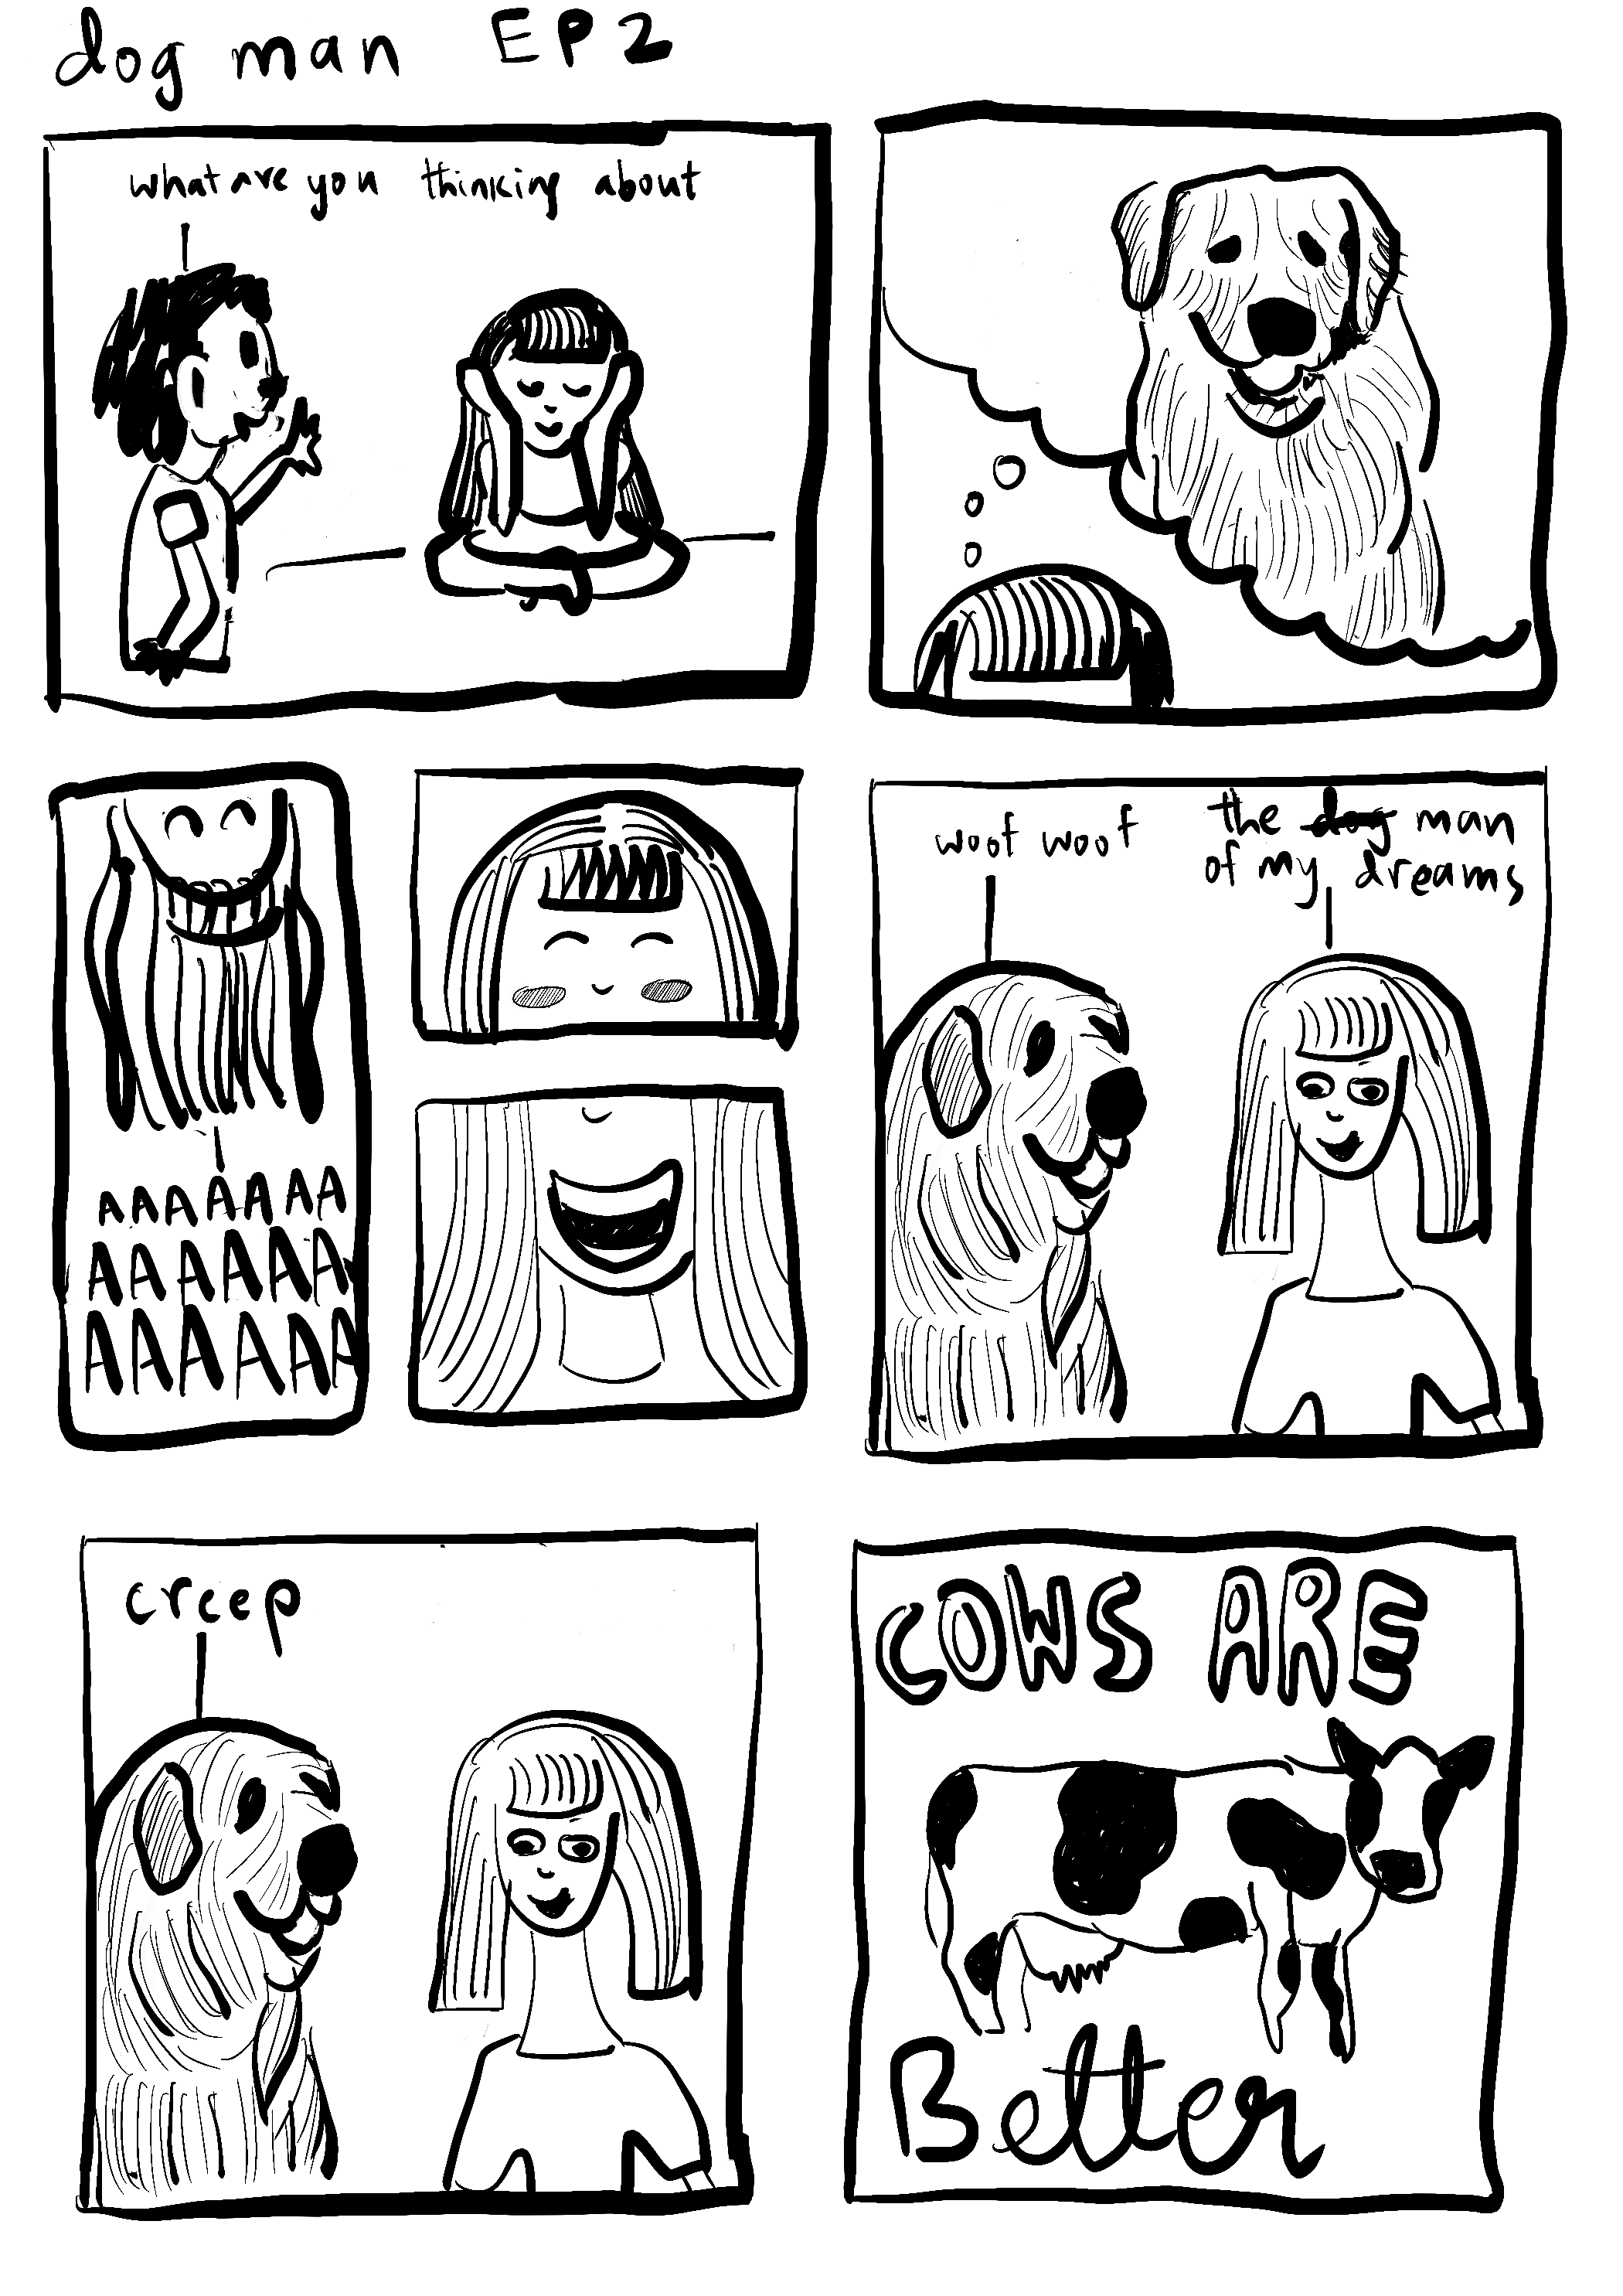 dog man EP2
what are you thinking about
AAAAAAA
AAAAAA
AAAAAA
woof woof
the dog man
of my dreams
creep
COWS ARE
Better